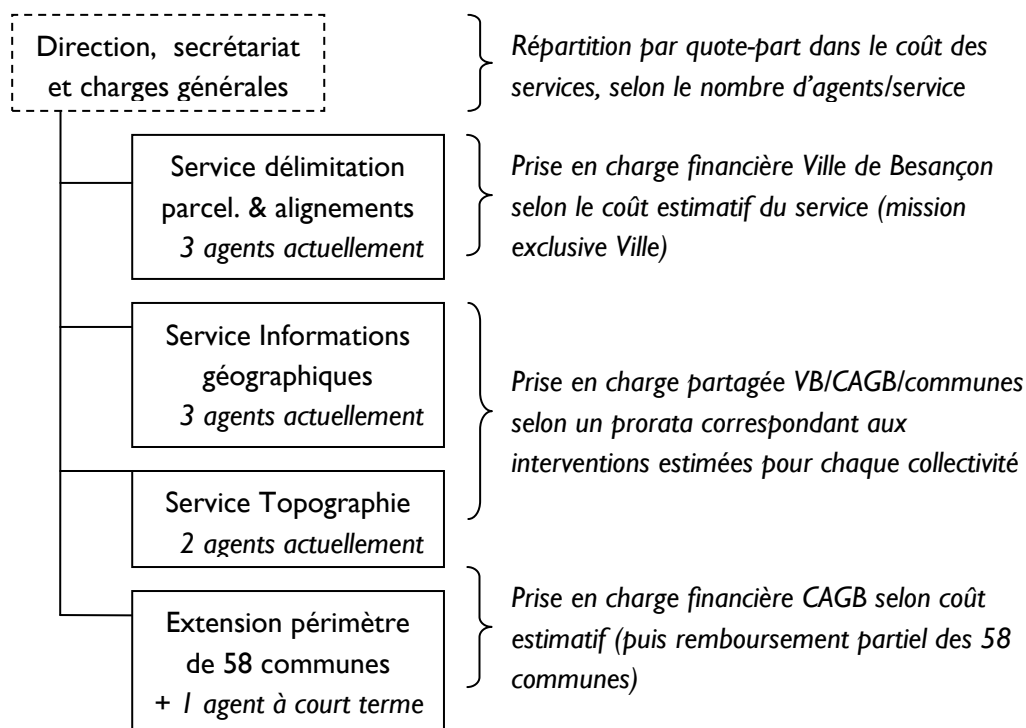 Direction, secrétariat
et charges générales
Répartition par quote-part dans le coût des
services, selon le nombre d'agents/service
Service délimitation
parcel. & alignements
3 agents actuellement
Prise en charge financière Ville de Besançon
selon le coût estimatif du service (mission
exclusive Ville)
Service Informations
géographiques
3 agents actuellement
Prise en charge partagée VB/CAGB/communes
selon un prorata correspondant aux
interventions estimées pour chaque collectivité
Service Topographie
2 agents actuellement
Extension périmètre
de 58 communes
+ 1 agent à court terme
Prise en charge financière CAGB selon coût
estimatif (puis remboursement partiel des 58
communes)